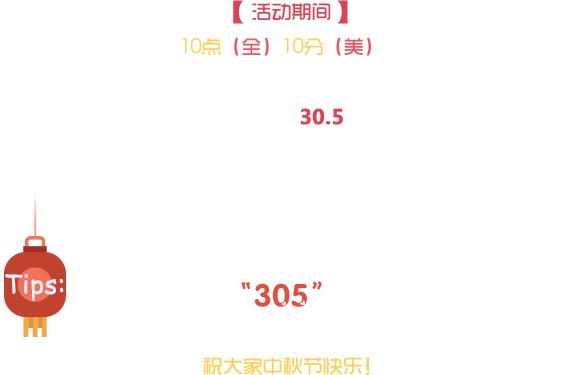 【 活动期间 】
10点（全）10分（美）
30.5
Tips:
“305”
祝大家中秋节快乐！